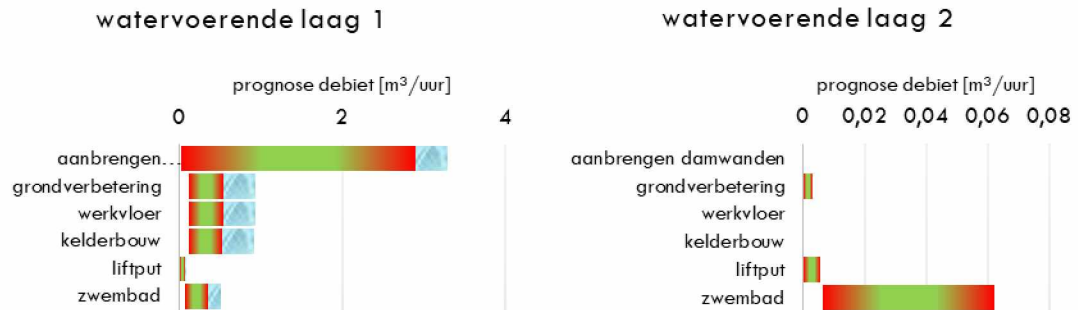 watervoerende laag 1
prognose debiet [m³/uur]
0 2 4
aanbrengen...
grondverbetering
werkvloer
kelderbouw
liftput
zwembad
watervoerende laag 2
prognose debiet [m³/uur]
0 0,02 0,04 0,06 0,08
aanbrengen damwanden
grondverbetering
werkvloer
kelderbouw
liftput
zwembad